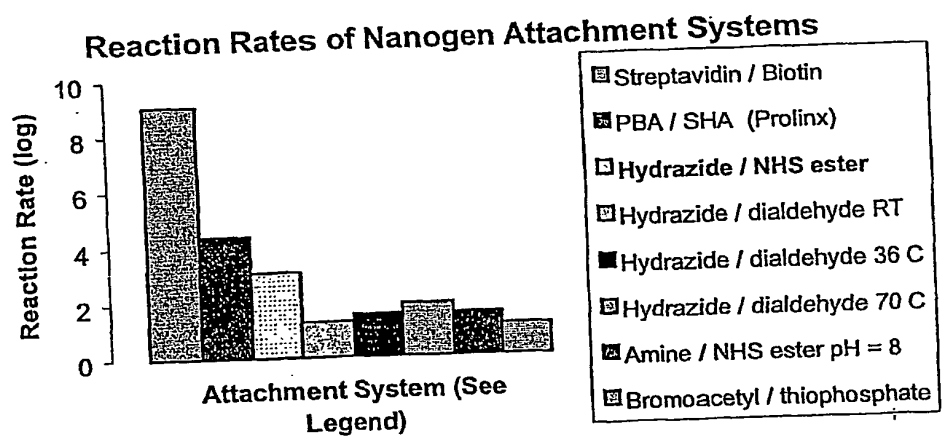 Reaction Rates of Nanogen Attachment Systems
Reaction Rate (log)
10
8
6
4
2
0
Attachment System (See
Legend)
Streptavidin / Biotin
PBA / SHA (Prolinx)
Hydrazide / NHS ester
Hydrazide / dialdehyde RT
Hydrazide / dialdehyde 36 C
Hydrazide / dialdehyde 70 C
Amine / NHS ester pH = 8
Bromoacetyl / thiophosphate